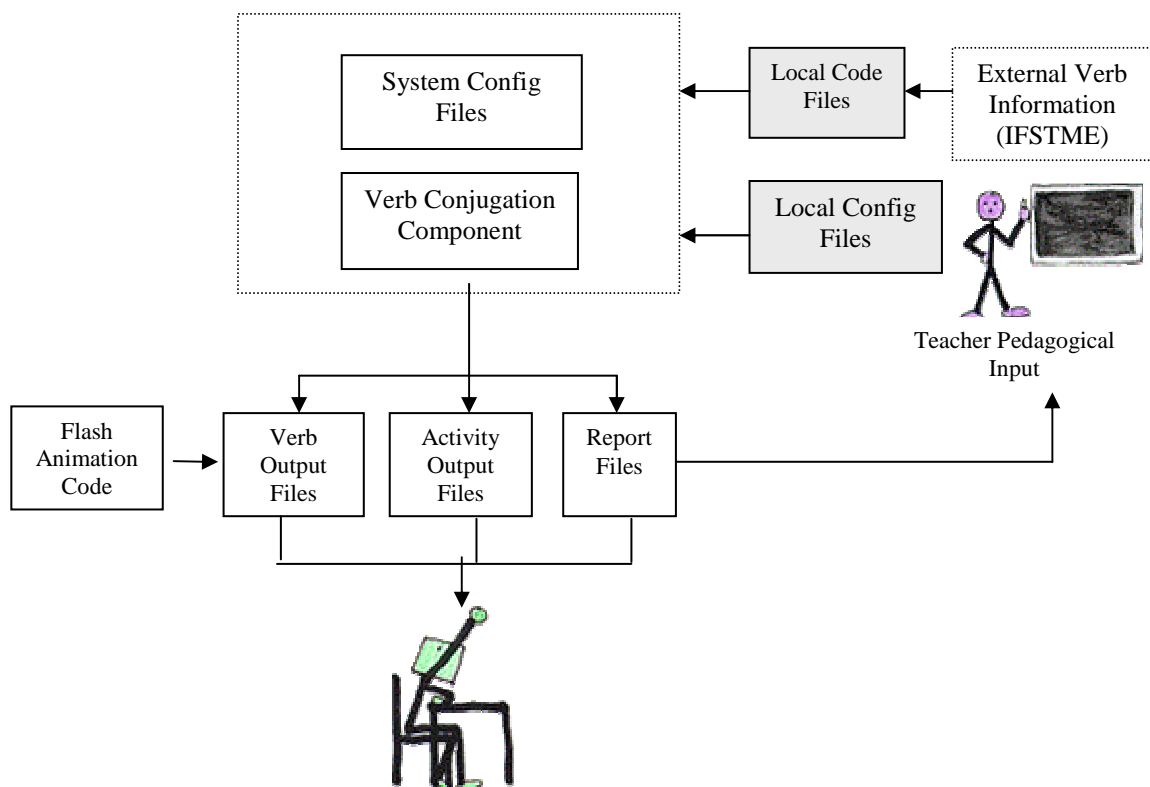 System Config
Files
Verb Conjugation
Component
Local Code
Files
External Verb
Information
(IFSTME)
Local Config
Files
Teacher Pedagogical
Input
Flash
Animation
Code
Verb
Output
Files
Activity
Output
Files
Report
Files